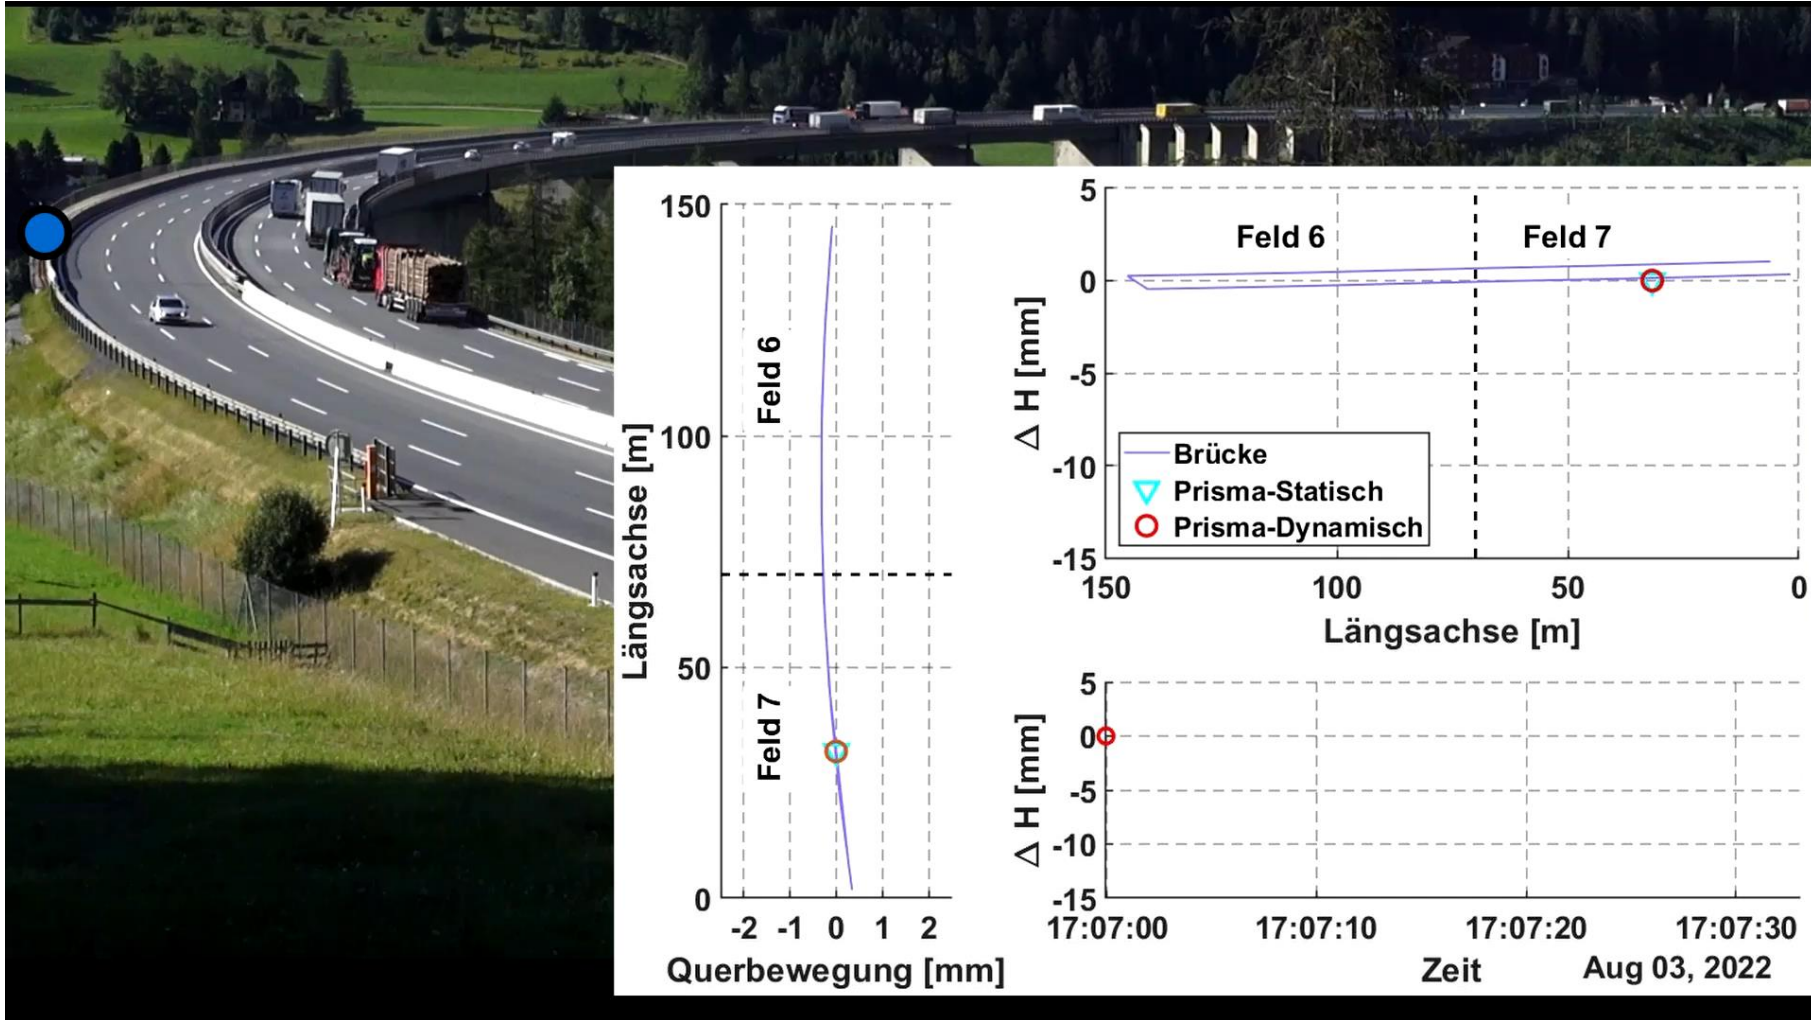 150
100
50
0
Längsachse [m]
Feld 6
Feld 7
-2 -1 0 1 2
Querbewegung [mm]
5
0
-5
-10
-15
Δ H [mm]
Feld 6 Feld 7
Brücke
Prisma-Statisch
Prisma-Dynamisch
150 100 50 0
Längsachse [m]
5
0
-5
-10
-15
Δ H [mm]
17:07:00 17:07:10 17:07:20 17:07:30
Zeit Aug 03, 2022